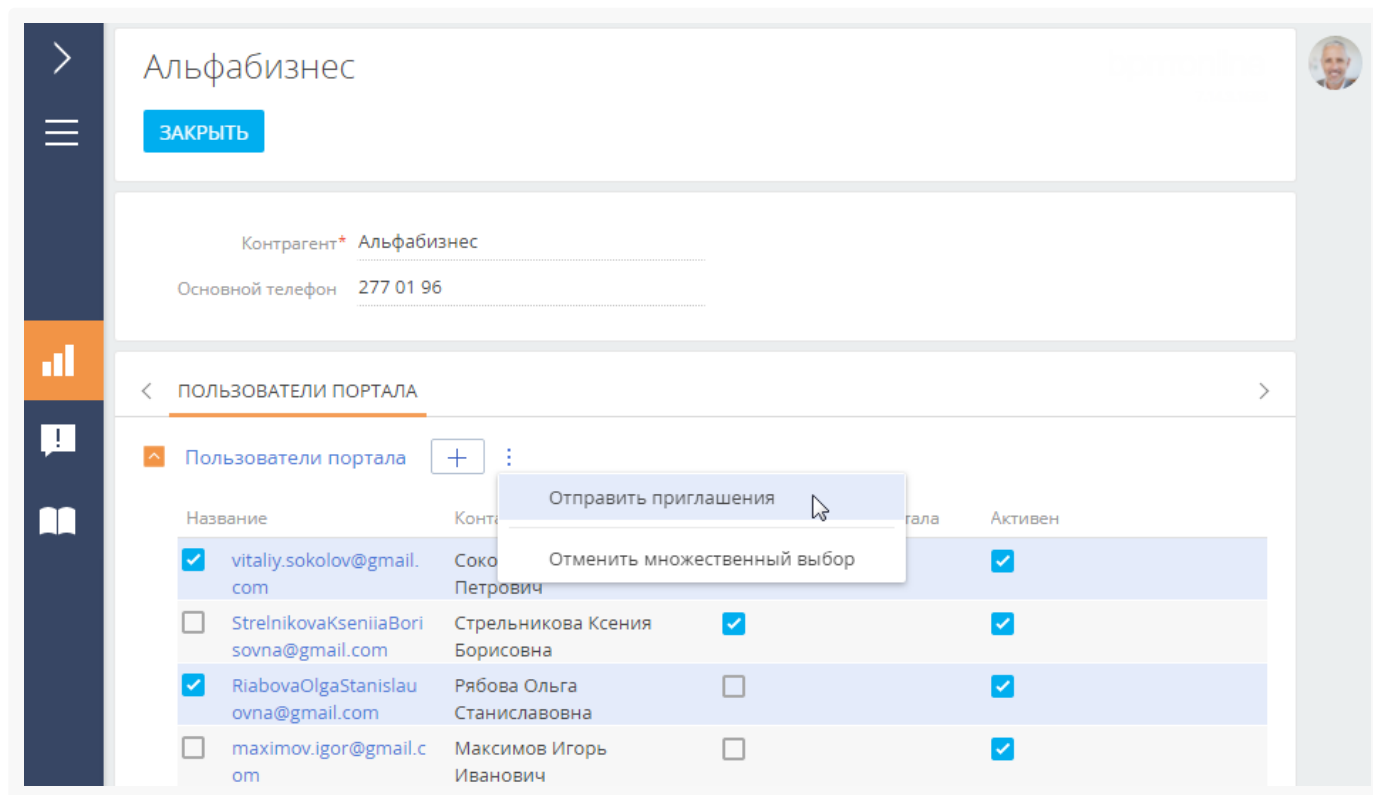 Альфабизнес
ЗАКРЫТЬ
Контрагент* Альфабизнес
Основной телефон 277 01 96
ПОЛЬЗОВАТЕЛИ ПОРТАЛА
Пользователи портала
Отправить приглашения
Название Активен
Отменить множественный выбор
vitaliy.sokolov@gmail.
com Петрович
StrelnikovaKseniiaBori Стрельникова Ксения
sovna@gmail.com Борисовна
RiabovaOlgaStanislau Рябова Ольга
ovna@gmail.com Станиславовна
maximov.igor@gmail.c Максимов Игорь
om Иванович